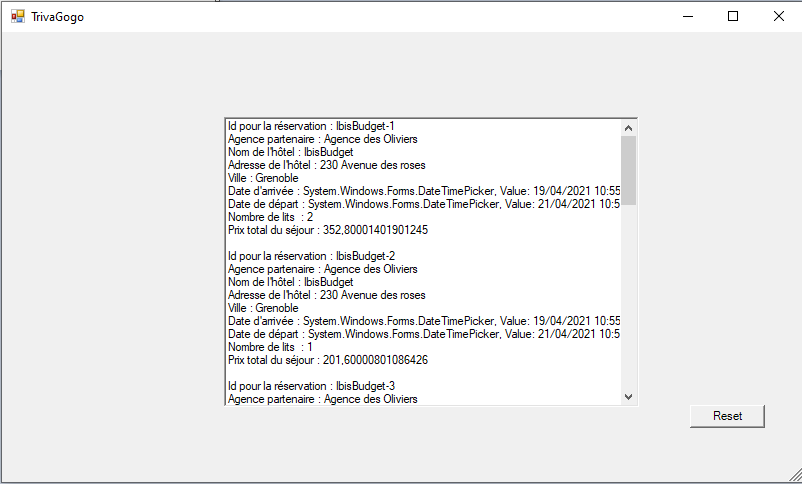 TrivaGogo
Id pour la réservation : IbisBudget-1
Agence partenaire : Agence des Oliviers
Nom de l'hôtel : IbisBudget
Adresse de l'hôtel : 230 Avenue des roses
Ville : Grenoble
Date d'arrivée : System.Windows.Forms.DateTimePicker, Value: 19/04/2021 10:55
Date de départ : System.Windows.Forms.DateTimePicker, Value: 21/04/2021 10:5
Nombre de lits  : 2
Prix total du séjour : 352,80001401901245
Id pour la réservation : IbisBudget-2
Agence partenaire : Agence des Oliviers
Nom de l'hôtel : IbisBudget
Adresse de l'hôtel : 230 Avenue des roses
Ville : Grenoble
Date d'arrivée : System.Windows.Forms.DateTimePicker, Value: 19/04/2021 10:55
Date de départ : System.Windows.Forms.DateTimePicker, Value: 21/04/2021 10:5
Nombre de lits  : 1
Prix total du séjour : 201,60000801086426
Id pour la réservation : IbisBudget-3
Agence partenaire : Agence des Oliviers
Reset